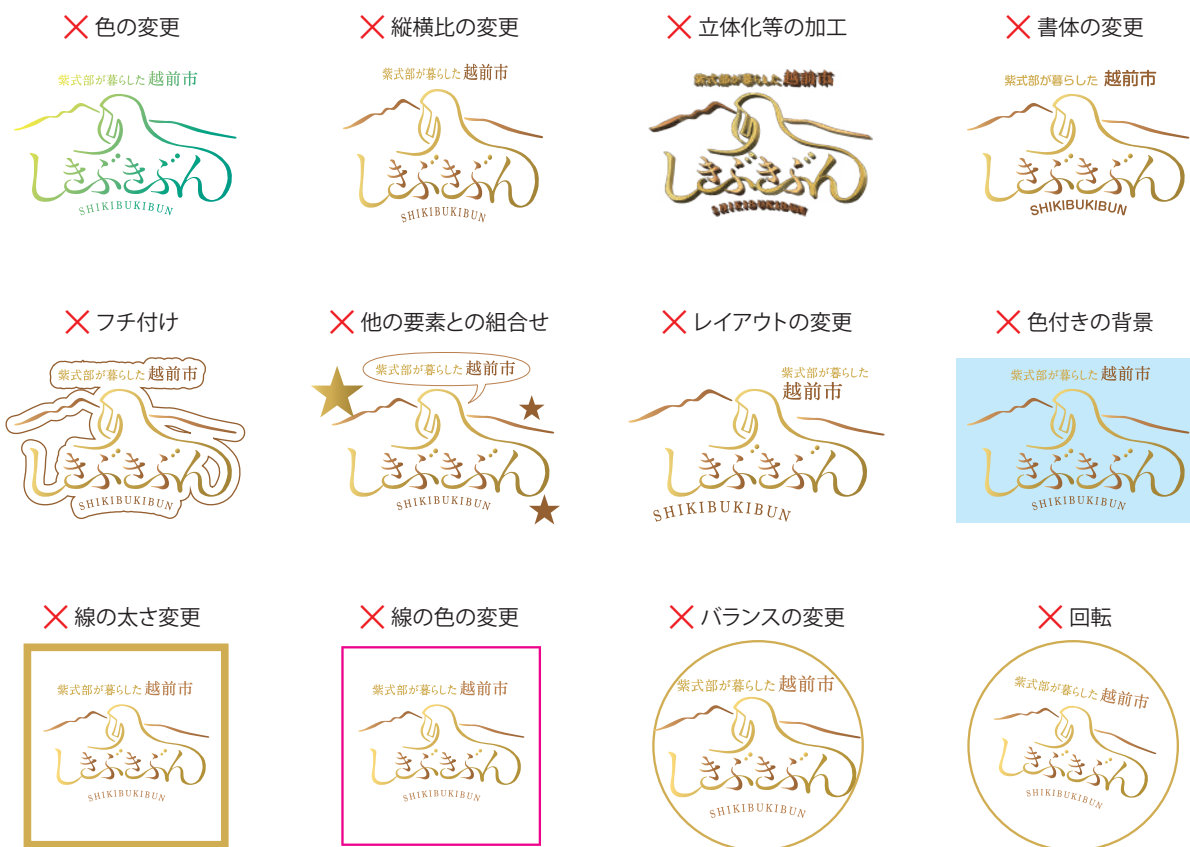 × 色の変更
紫式部が暮らした 越前市
しきぶきぶん
SHIKIBUKIBUN
× 縦横比の変更
紫式部が暮らした 越前市
しきぶきぶん
SHIKIBUKIBUN
× 立体化等の加工
紫式部が暮らした 越前市
しきぶきぶん
SHIKIBUKIBUN
× 書体の変更
紫式部が暮らした 越前市
しきぶきぶん
SHIKIBUKIBUN
× フチ付け
紫式部が暮らした 越前市
しきぶきぶん
SHIKIBUKIBUN
× 他の要素との組合せ
紫式部が暮らした 越前市
しきぶきぶん
SHIKIBUKIBUN
× レイアウトの変更
紫式部が暮らした
越前市
しきぶきぶん
SHIKIBUKIBUN
× 色付きの背景
紫式部が暮らした 越前市
しきぶきぶん
SHIKIBUKIBUN
× 線の太さ変更
紫式部が暮らした 越前市
しきぶきぶん
SHIKIBUKIBUN
× 線の色の変更
紫式部が暮らした 越前市
しきぶきぶん
SHIKIBUKIBUN
× バランスの変更
紫式部が暮らした 越前市
しきぶきぶん
SHIKIBUKIBUN
× 回転
紫式部が暮らした 越前市
しきぶきぶん
SHIKIBUKIBUN